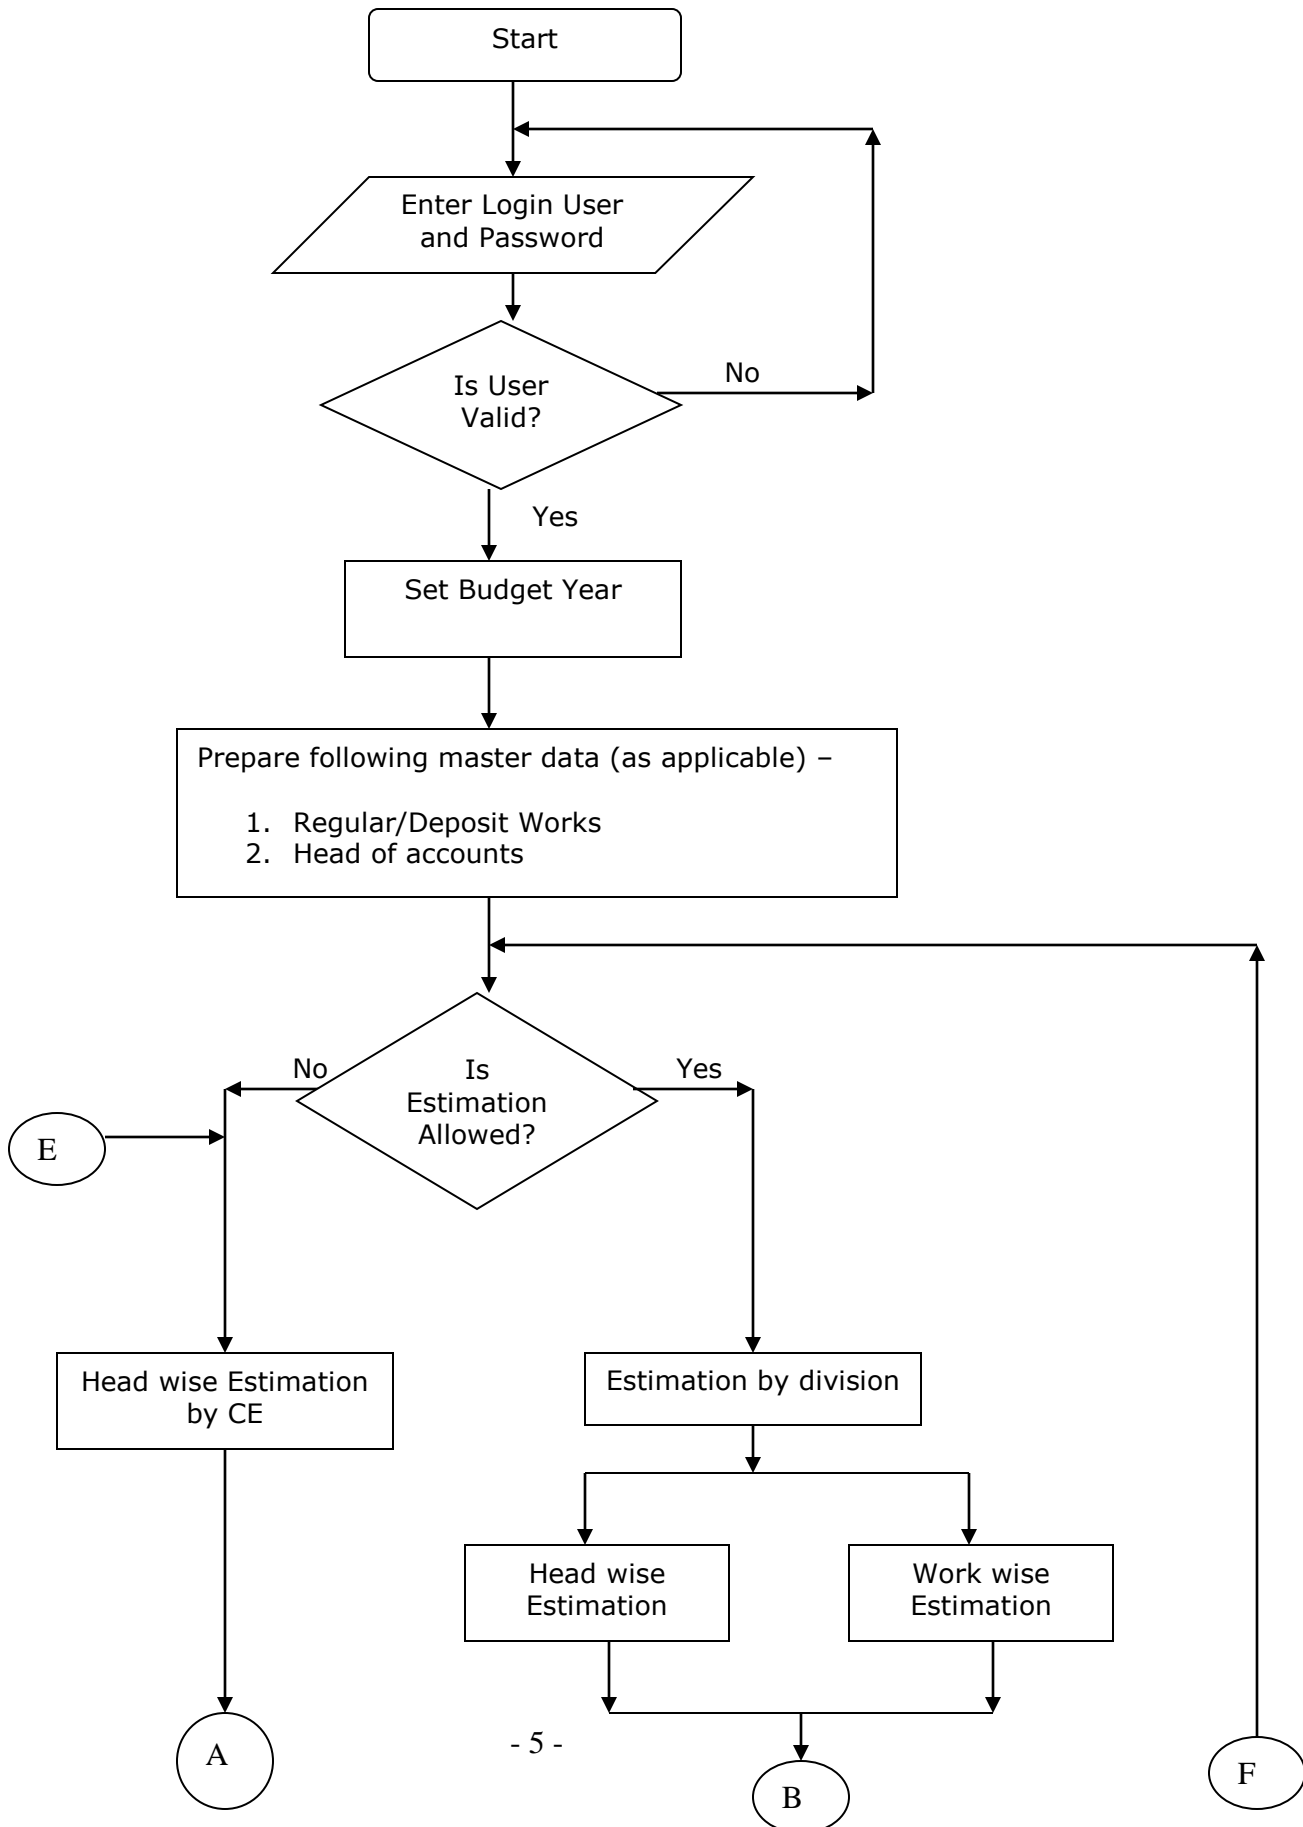 Start
Enter Login User
and Password
Is User
Valid?
No
Yes
Set Budget Year
Prepare following master data (as applicable) –
1. Regular/Deposit Works
2. Head of accounts
No
Is
Estimation
Allowed?
Yes
E
Head wise Estimation
by CE
Estimation by division
Head wise
Estimation
Work wise
Estimation
A
- 5 -
B
F